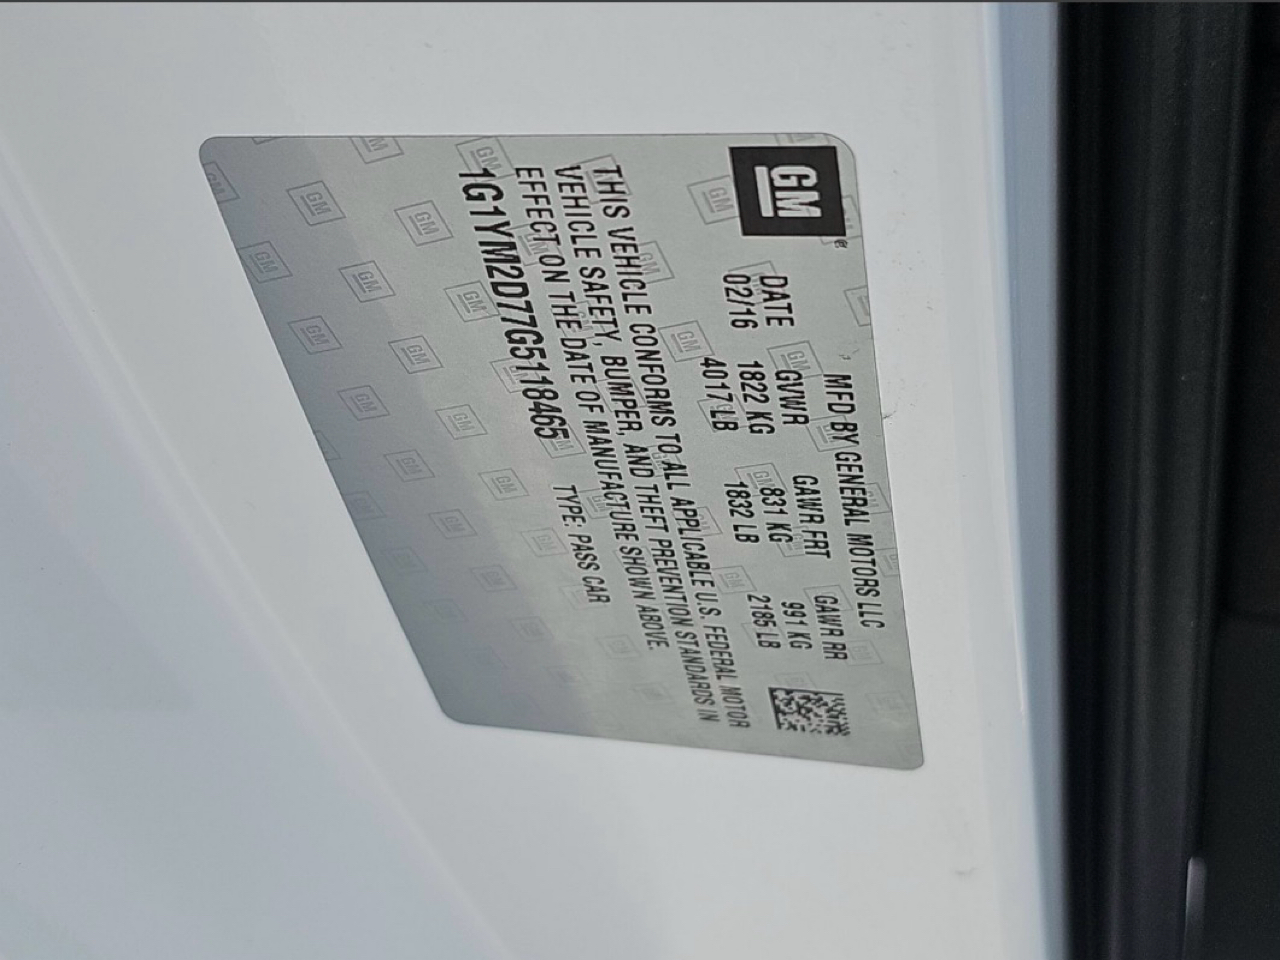 GM
MFD BY GENERAL MOTORS LLC
DATE GVWR GAWR FRT GAWR RR
02/16 1822 KG 831 KG 991 KG
4017 LB 1832 LB 2185 LB
THIS VEHICLE CONFORMS TO ALL APPLICABLE U.S. FEDERAL MOTOR
VEHICLE SAFETY, BUMPER, AND THEFT PREVENTION STANDARDS IN
EFFECT ON THE DATE OF MANUFACTURE SHOWN ABOVE.
1G1YM2D77G5118465 TYPE: PASS CAR